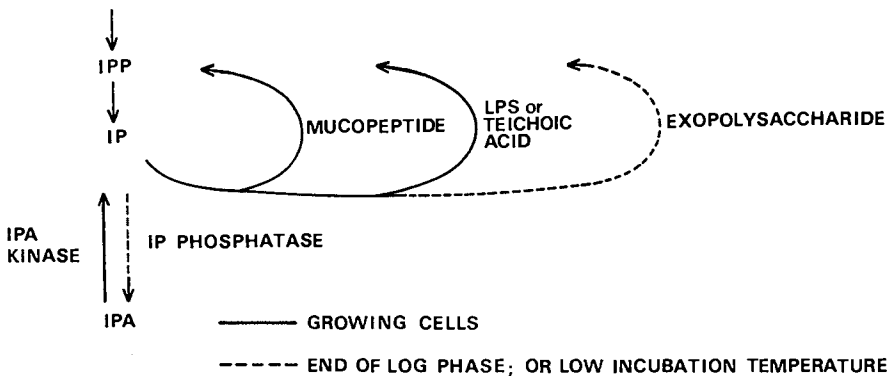 IPP
IP
MUCOPEPTIDE
LPS or
TEICHOIC
ACID
EXOPOLYSACCHARIDE
IPA
KINASE
IP PHOSPHATASE
IPA
GROWING CELLS
END OF LOG PHASE; OR LOW INCUBATION TEMPERATURE